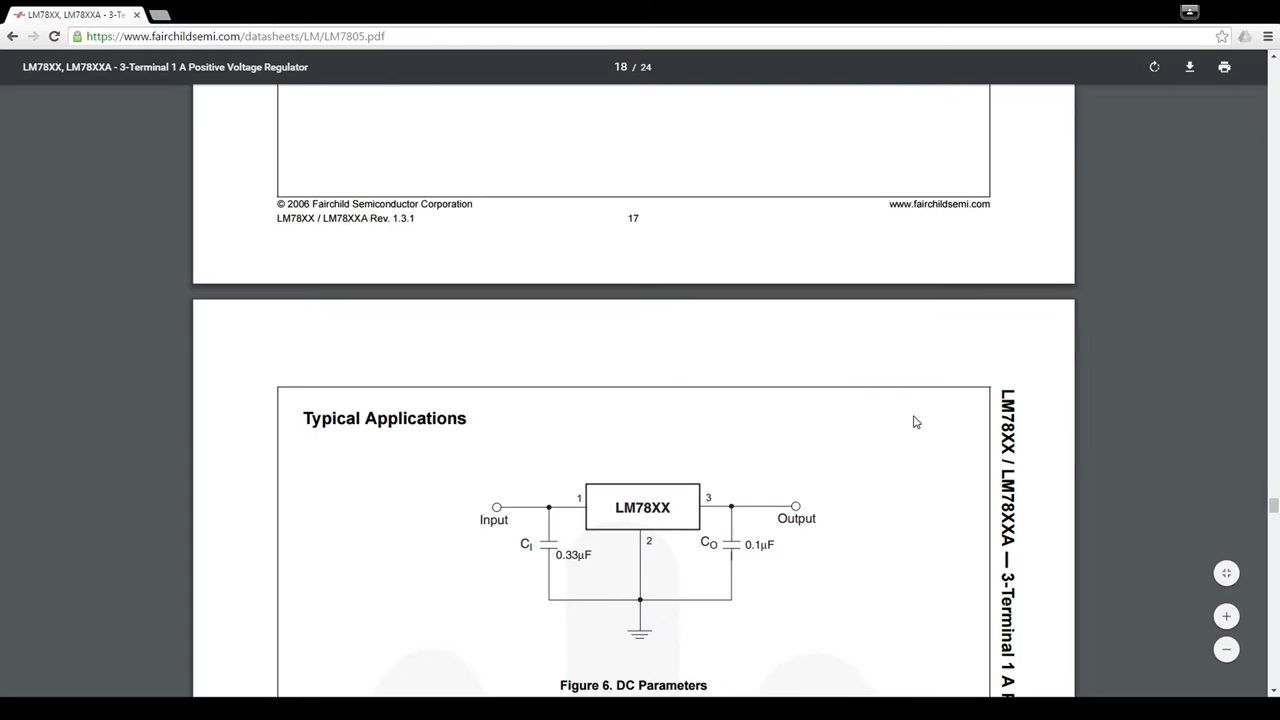 LM78XX, LM78XXA - 3-Te
https://www.fairchildsemi.com/datasheets/LM/LM7805.pdf
LM78XX, LM78XXA - 3-Terminal 1 A Positive Voltage Regulator
18 / 24
© 2006 Fairchild Semiconductor Corporation
www.fairchildsemi.com
LM78XX / LM78XXA Rev. 1.3.1
17
Typical Applications
LM78XX / LM78XXA — 3-Terminal 1 A P
1
LM78XX
3
Input
Output
2
CI
0.33µF
CO
0.1µF
Figure 6. DC Parameters